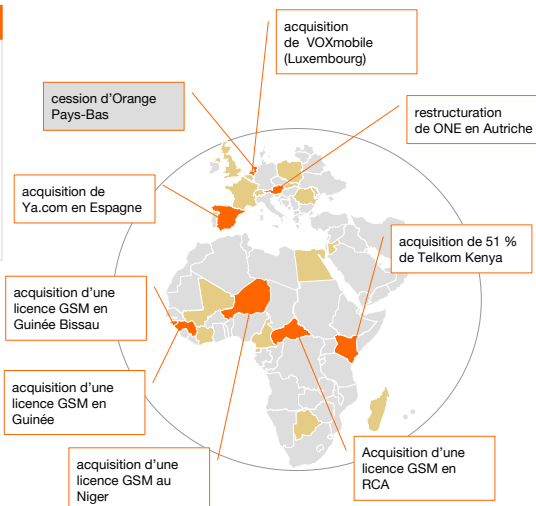 acquisition
de VOXmobile
(Luxembourg)
cession d'Orange
Pays-Bas
restructuration
de ONE en Autriche
acquisition de
Ya.com en Espagne
acquisition de 51 %
de Telkom Kenya
acquisition d'une
licence GSM en
Guinée Bissau
acquisition d'une
licence GSM en
Guinée
acquisition d'une
licence GSM au
Niger
Acquisition d'une
licence GSM en
RCA